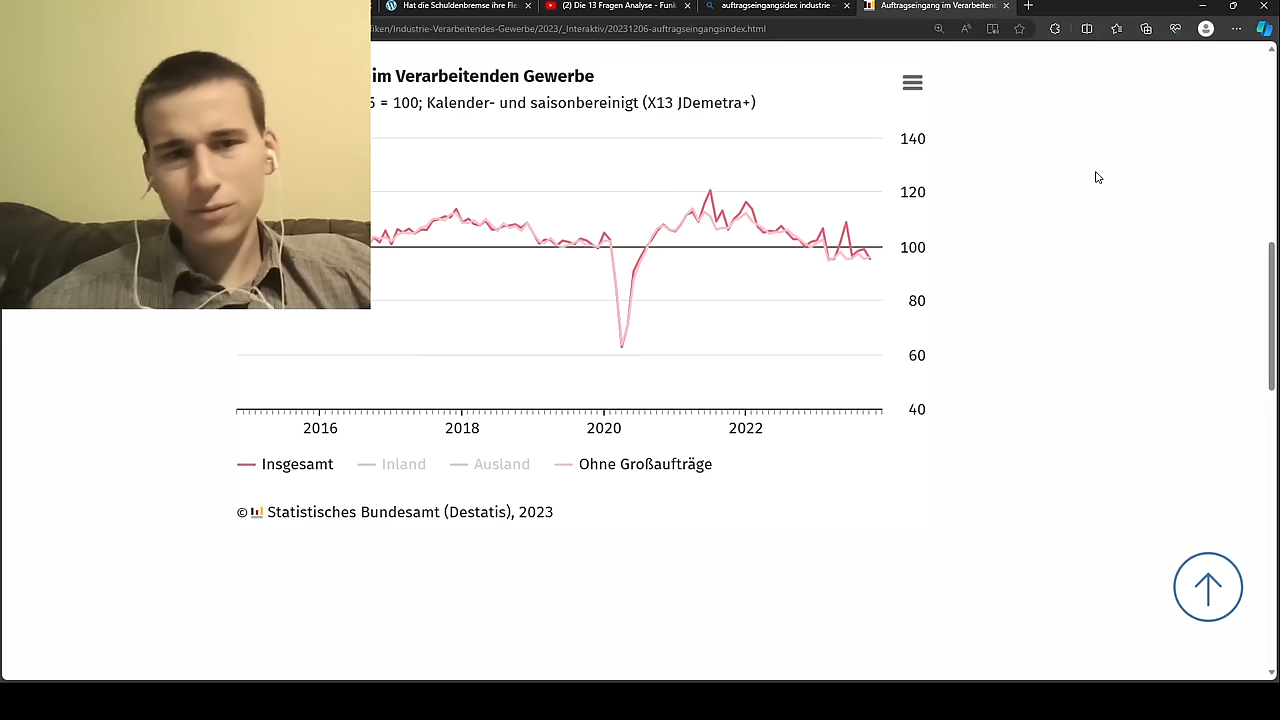 Hat die Schuldenbremse ihre Fle
(2) Die 13 Fragen Analyse - Funk
auftragseingangsidex industrie -
Auftragseingang im Verarbeiten
iken/Industrie-Verarbeitendes-Gewerbe/2023/_Interaktiv/20231206-auftragseingangsindex.html
im Verarbeitenden Gewerbe
5 = 100; Kalender- und saisonbereinigt (X13 JDemetra+)
140
120
100
80
60
40
2016 2018 2020 2022
Insgesamt Inland Ausland Ohne Großaufträge
© Statistisches Bundesamt (Destatis), 2023